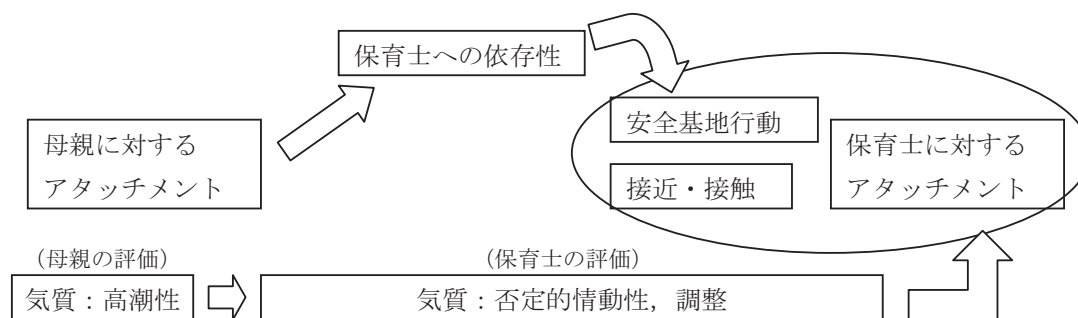 保育士への依存性
安全基地行動
母親に対する
アタッチメント
保育士に対する
アタッチメント
接近・接触
(母親の評価)
(保育士の評価)
気質:高潮性
気質:否定的情動性,調整